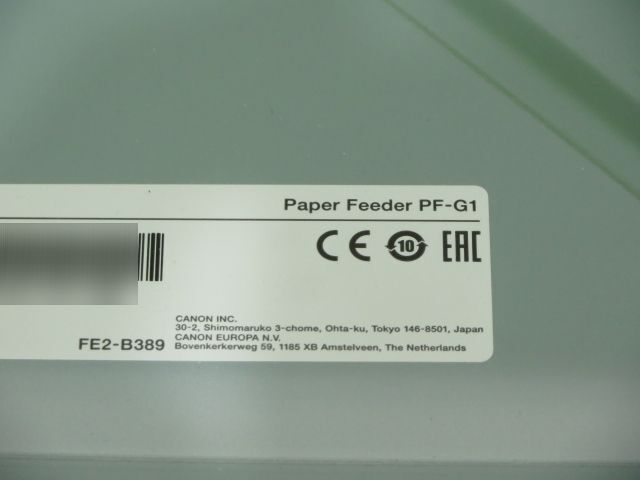 Paper Feeder PF-G1
CE 10 EAC
CANON INC.
30-2, Shimomaruko 3-chome, Ohta-ku, Tokyo 146-8501, Japan
CANON EUROPA N.V.
Bovenkerkerweg 59, 1185 XB Amstelveen, The Netherlands
FE2-B389